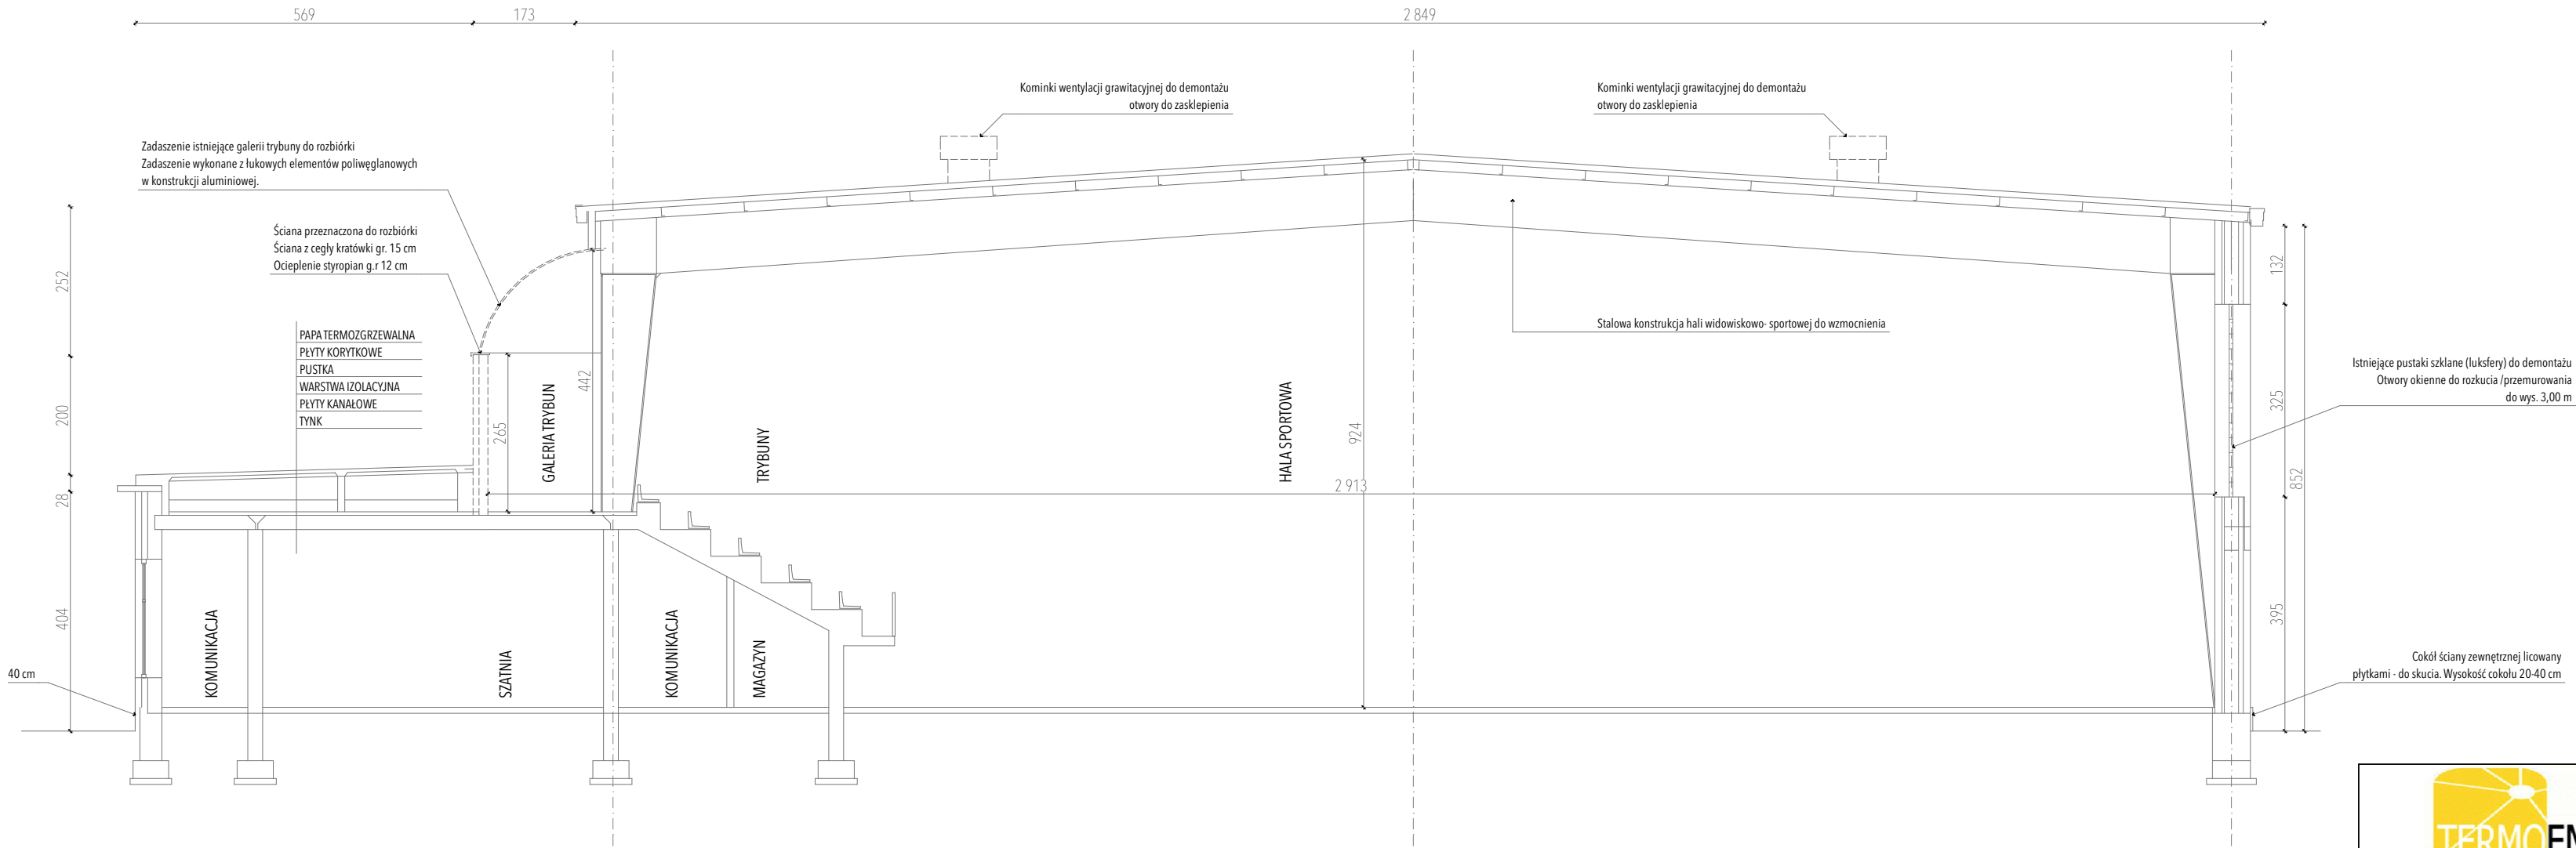 569
173
2 849
Kominki wentylacji grawitacyjnej do demontażu
otwory do zasklepienia
Kominki wentylacji grawitacyjnej do demontażu
otwory do zasklepienia
Zadaszenie istniejące galerii trybuny do rozbiórki
Zadaszenie wykonane z łukowych elementów poliwęglanowych
w konstrukcji aluminiowej.
Ściana przeznaczona do rozbiórki
Ściana z cegły kratówki gr. 15 cm
Ocieplenie styropian g.r 12 cm
PAPA TERMOZGRZEWALNA
PŁYTY KORYTKOWE
PUSTKA
WARSTWA IZOLACYJNA
PŁYTY KANAŁOWE
TYNK
252
200
28
404
40 cm
265
442
GALERIA TRYBUN
TRYBUNY
HALA SPORTOWA
924
2 913
Stalowa konstrukcja hali widowiskowo- sportowej do wzmocnienia
132
325
852
395
Istniejące pustaki szklane (luksfery) do demontażu
Otwory okienne do rozkucia /przemurowania
do wys. 3,00 m
KOMUNIKACJA
SZATNIA
KOMUNIKACJA
MAGAZYN
Cokół ściany zewnętrznej licowany
płytkami - do skucia. Wysokość cokołu 20-40 cm